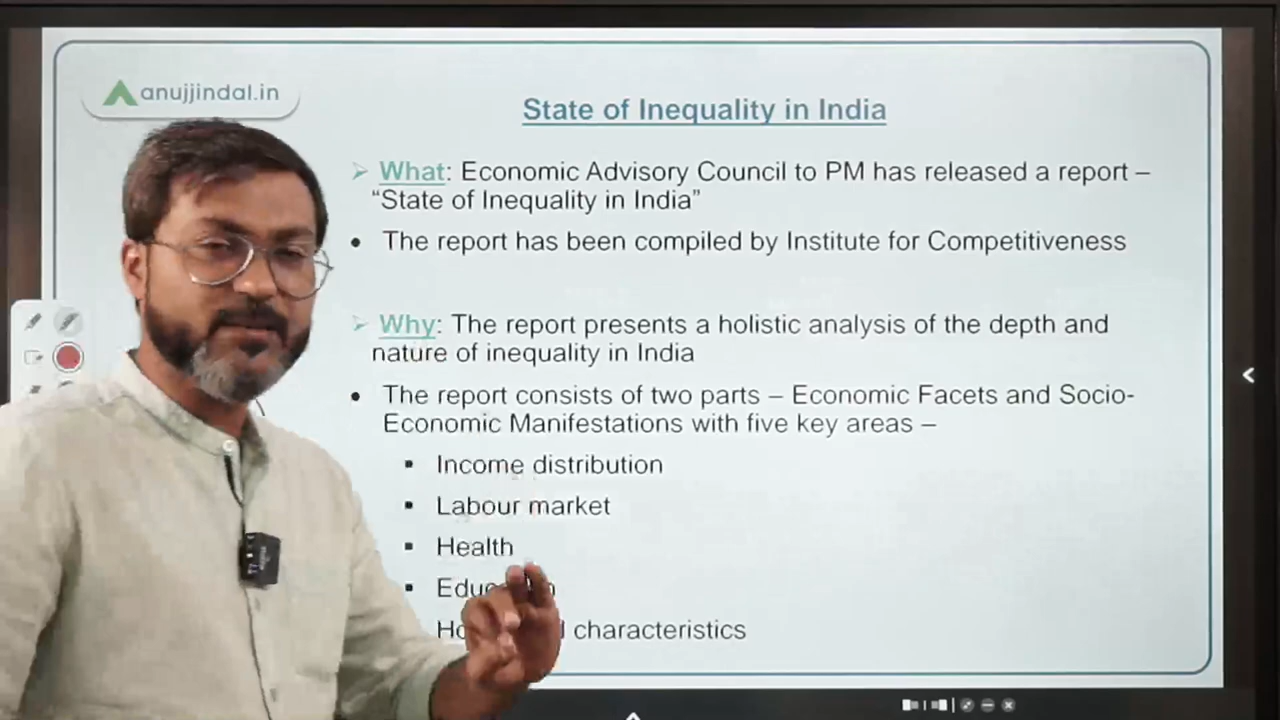 anujjindal.in
State of Inequality in India
What: Economic Advisory Council to PM has released a report –
“State of Inequality in India”
The report has been compiled by Institute for Competitiveness
Why: The report presents a holistic analysis of the depth and
nature of inequality in India
The report consists of two parts – Economic Facets and Socio-
Economic Manifestations with five key areas –
Income distribution
Labour market
Health
characteristics